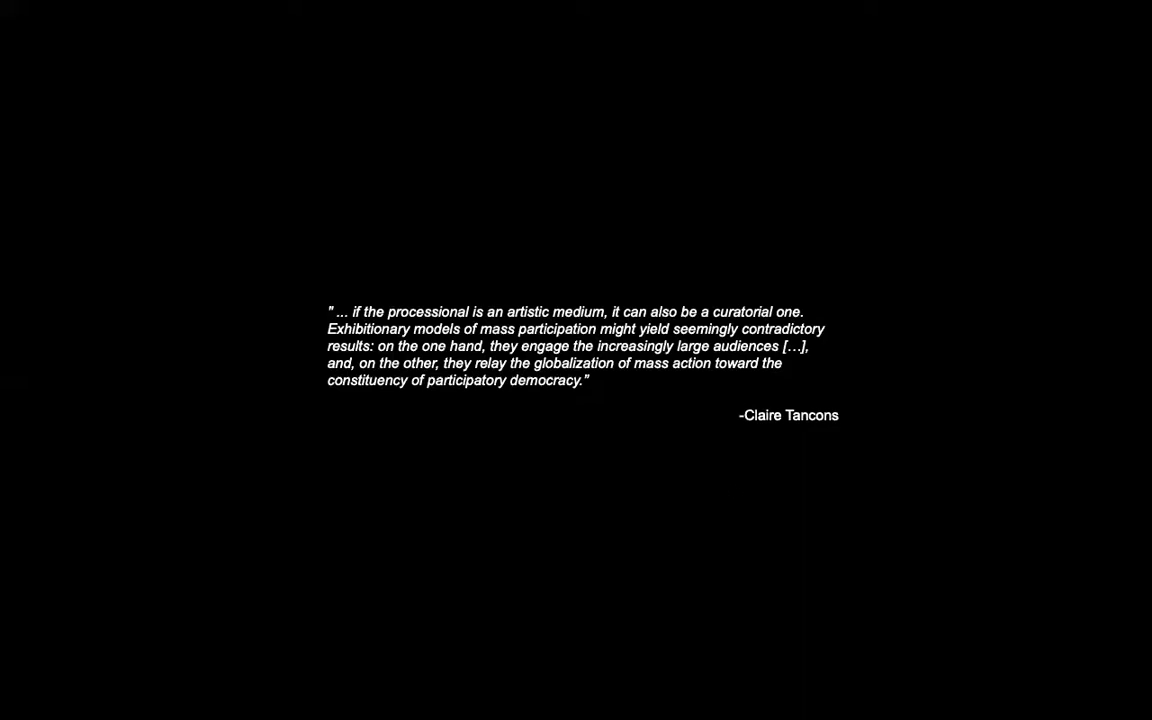 ” ... if the processional is an artistic medium, it can also be a curatorial one.
Exhibitionary models of mass participation might yield seemingly contradictory
results: on the one hand, they engage the increasingly large audiences […],
and, on the other, they relay the globalization of mass action toward the
constituency of participatory democracy.”
-Claire Tancons